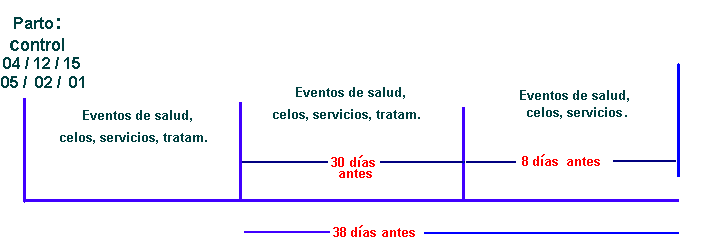 Parto:
Control
04 / 12 / 15
05 / 02 / 01
Eventos de salud,
celos, servicios, tratam.
Eventos de salud,
celos, servicios, tratam.
Eventos de salud,
celos, servicios.
30 días
antes
8 días antes
38 días antes